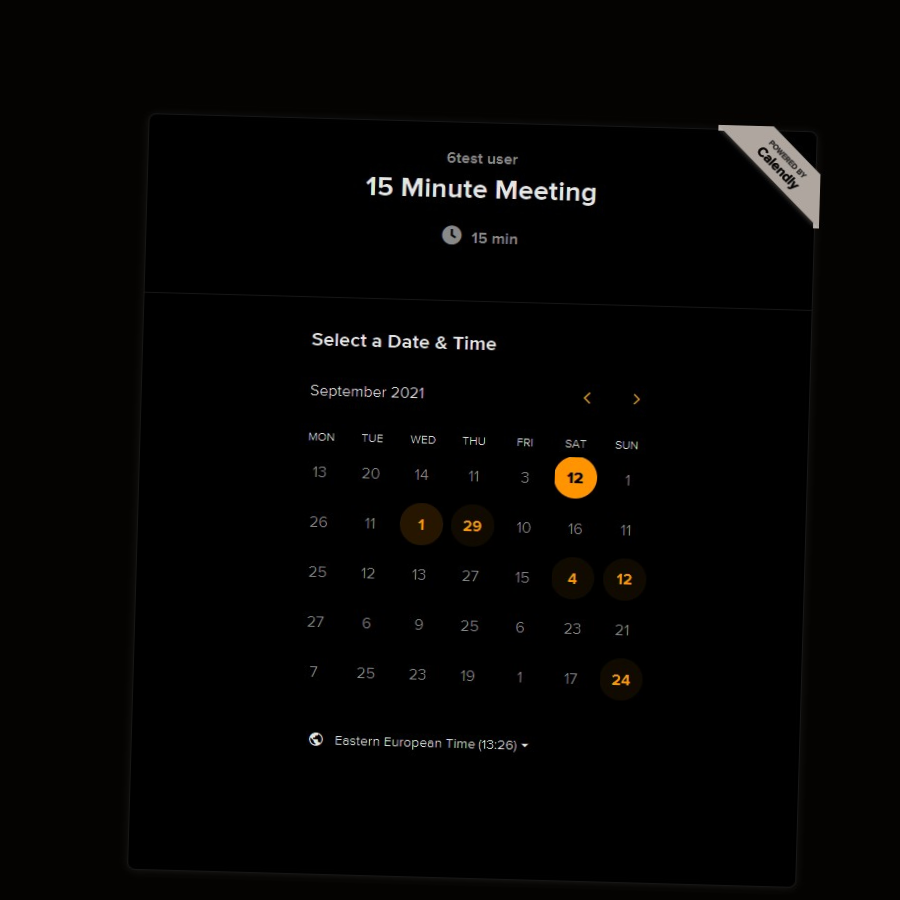 POWERED BY
Calendly
6test user
15 Minute Meeting
15 min
Select a Date & Time
September 2021
MON TUE WED THU FRI SAT SUN
13 20 14 11 3 12 1
26 11 1 29 10 16 11
25 12 13 27 15 4 12
27 6 9 25 6 23 21
7 25 23 19 1 17 24
Eastern European Time (13:26)